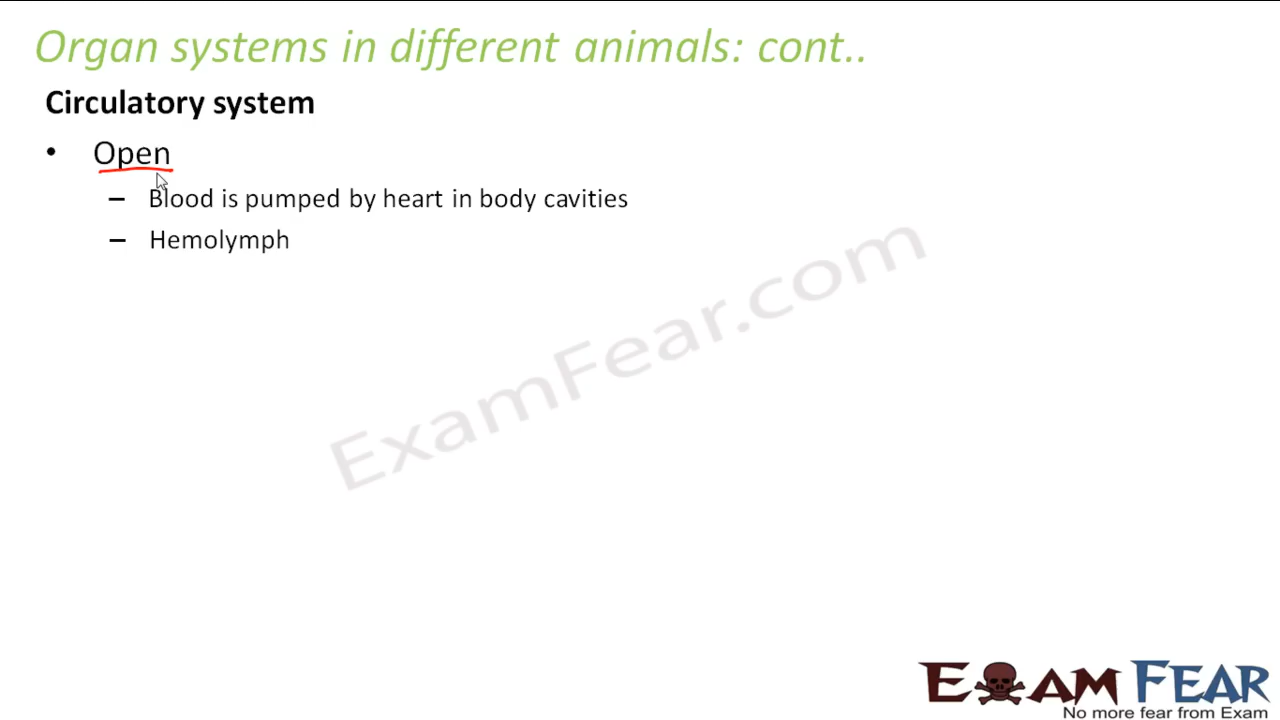 Organ systems in different animals: cont..
Circulatory system
• Open
– Blood is pumped by heart in body cavities
– Hemolymph
ExamFear.com
EXAM FEAR
No more fear from Exam